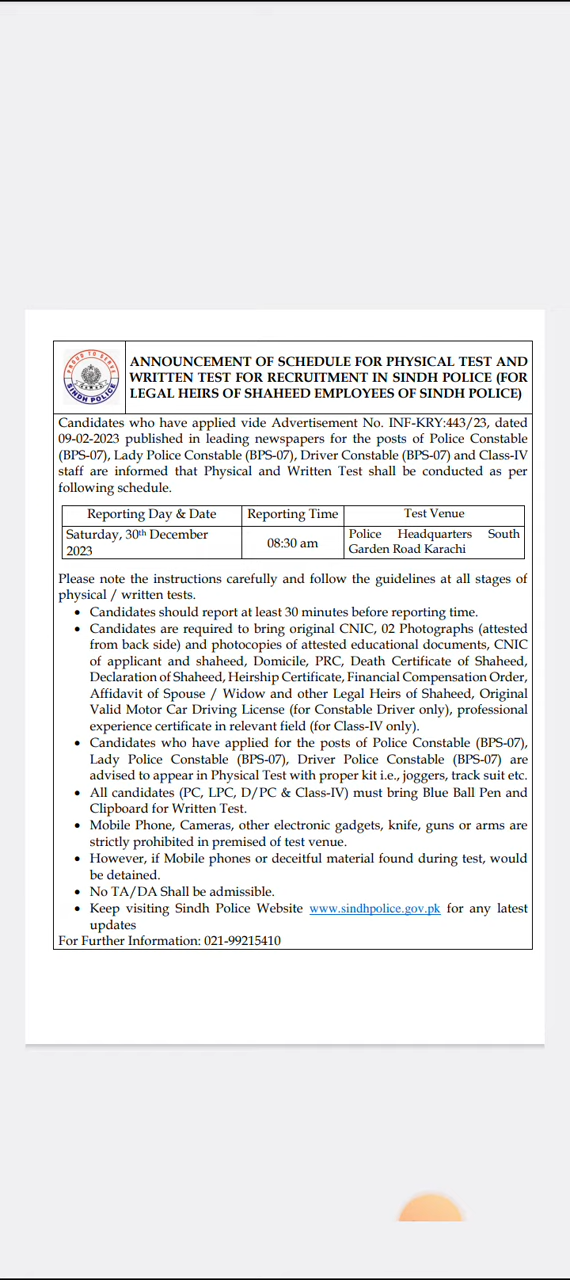 PROUD TO SERVE
SINDH POLICE
ANNOUNCEMENT OF SCHEDULE FOR PHYSICAL TEST AND
WRITTEN TEST FOR RECRUITMENT IN SINDH POLICE (FOR
LEGAL HEIRS OF SHAHEED EMPLOYEES OF SINDH POLICE)
Candidates who have applied vide Advertisement No. INF-KRY:443/23, dated
09-02-2023 published in leading newspapers for the posts of Police Constable
(BPS-07), Lady Police Constable (BPS-07), Driver Constable (BPS-07) and Class-IV
staff are informed that Physical and Written Test shall be conducted as per
following schedule.
Reporting Day & Date Reporting Time Test Venue
Saturday, 30th December
2023
08:30 am
Police Headquarters South
Garden Road Karachi
Please note the instructions carefully and follow the guidelines at all stages of
physical / written tests.
• Candidates should report at least 30 minutes before reporting time.
• Candidates are required to bring original CNIC, 02 Photographs (attested
from back side) and photocopies of attested educational documents, CNIC
of applicant and shaheed, Domicile, PRC, Death Certificate of Shaheed,
Declaration of Shaheed, Heirship Certificate, Financial Compensation Order,
Affidavit of Spouse / Widow and other Legal Heirs of Shaheed, Original
Valid Motor Car Driving License (for Constable Driver only), professional
experience certificate in relevant field (for Class-IV only).
• Candidates who have applied for the posts of Police Constable (BPS-07),
Lady Police Constable (BPS-07), Driver Police Constable (BPS-07) are
advised to appear in Physical Test with proper kit i.e., joggers, track suit etc.
• All candidates (PC, LPC, D/PC & Class-IV) must bring Blue Ball Pen and
Clipboard for Written Test.
• Mobile Phone, Cameras, other electronic gadgets, knife, guns or arms are
strictly prohibited in premised of test venue.
• However, if Mobile phones or deceitful material found during test, would
be detained.
• No TA/DA Shall be admissible.
• Keep visiting Sindh Police Website www.sindhpolice.gov.pk for any latest
updates
For Further Information: 021-99215410